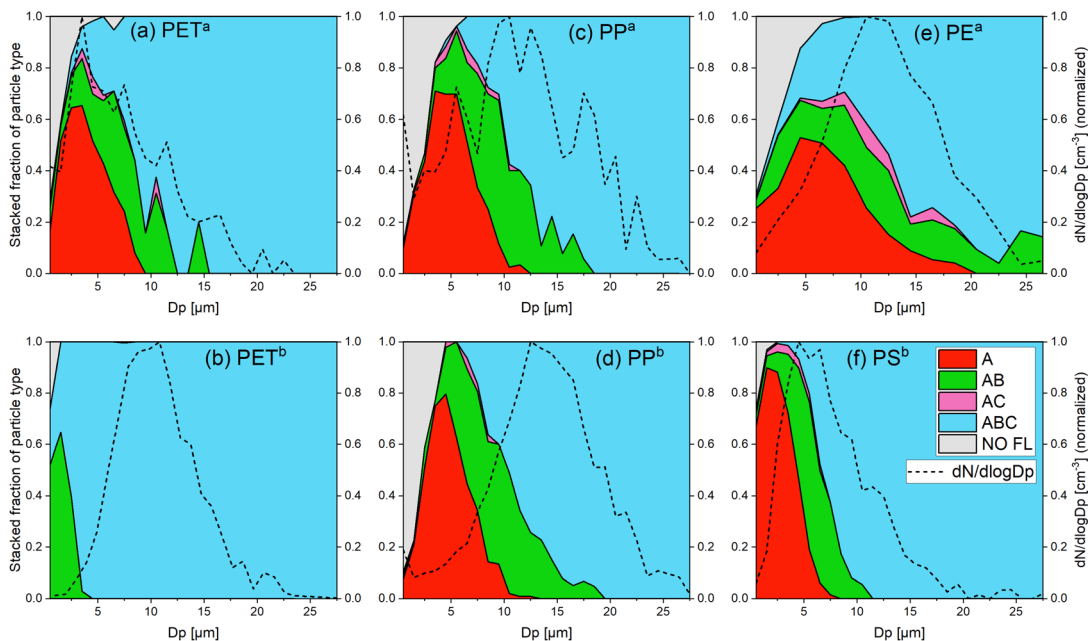 (a) PETᵃ
(c) PPᵃ
(e) PEᵃ
Stacked fraction of particle type
1.0
0.8
0.6
0.4
0.2
0.0
1.0
0.8
0.6
0.4
0.2
0.0
1.0
0.8
0.6
0.4
0.2
0.0
1.0
0.8
0.6
0.4
0.2
0.0
dN/dlogDp [cm⁻³] (normalized)
5 10 15 20 25
5 10 15 20 25
5 10 15 20 25
Dp [µm]
Dp [µm]
Dp [µm]
(b) PETᵇ
(d) PPᵇ
(f) PSᵇ
Stacked fraction of particle type
1.0
0.8
0.6
0.4
0.2
0.0
1.0
0.8
0.6
0.4
0.2
0.0
1.0
0.8
0.6
0.4
0.2
0.0
1.0
0.8
0.6
0.4
0.2
0.0
A
AB
AC
ABC
NO FL
dN/dlogDp
dN/dlogDp [cm⁻³] (normalized)
5 10 15 20 25
5 10 15 20 25
5 10 15 20 25
Dp [µm]
Dp [µm]
Dp [µm]